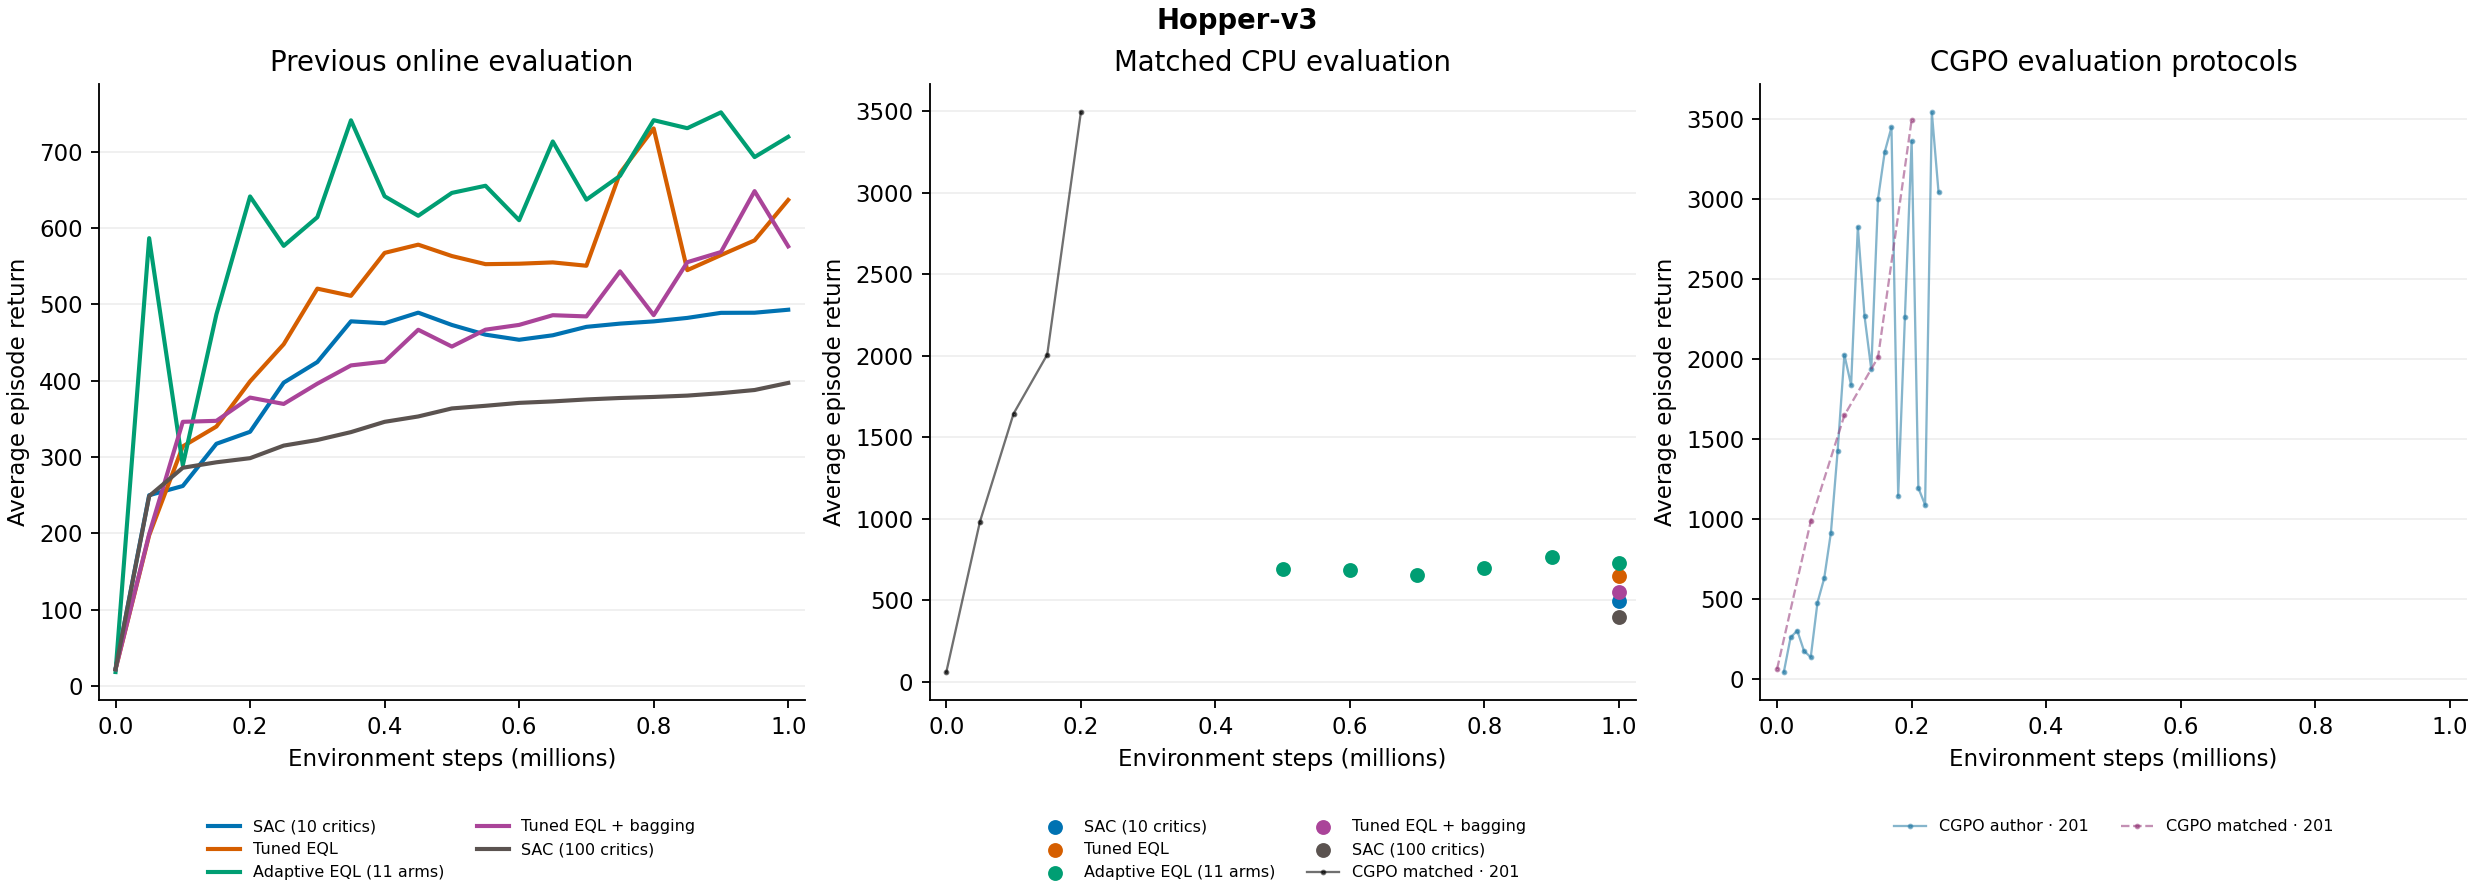 Hopper-v3
Previous online evaluation
Average episode return
700
600
500
400
300
200
100
0
0.0 0.2 0.4 0.6 0.8 1.0
Environment steps (millions)
SAC (10 critics)
Tuned EQL
Adaptive EQL (11 arms)
Tuned EQL + bagging
SAC (100 critics)
Matched CPU evaluation
Average episode return
3500
3000
2500
2000
1500
1000
500
0
0.0 0.2 0.4 0.6 0.8 1.0
Environment steps (millions)
SAC (10 critics)
Tuned EQL
Adaptive EQL (11 arms)
Tuned EQL + bagging
SAC (100 critics)
CGPO matched · 201
CGPO evaluation protocols
Average episode return
3500
3000
2500
2000
1500
1000
500
0
0.0 0.2 0.4 0.6 0.8 1.0
Environment steps (millions)
CGPO author · 201
CGPO matched · 201